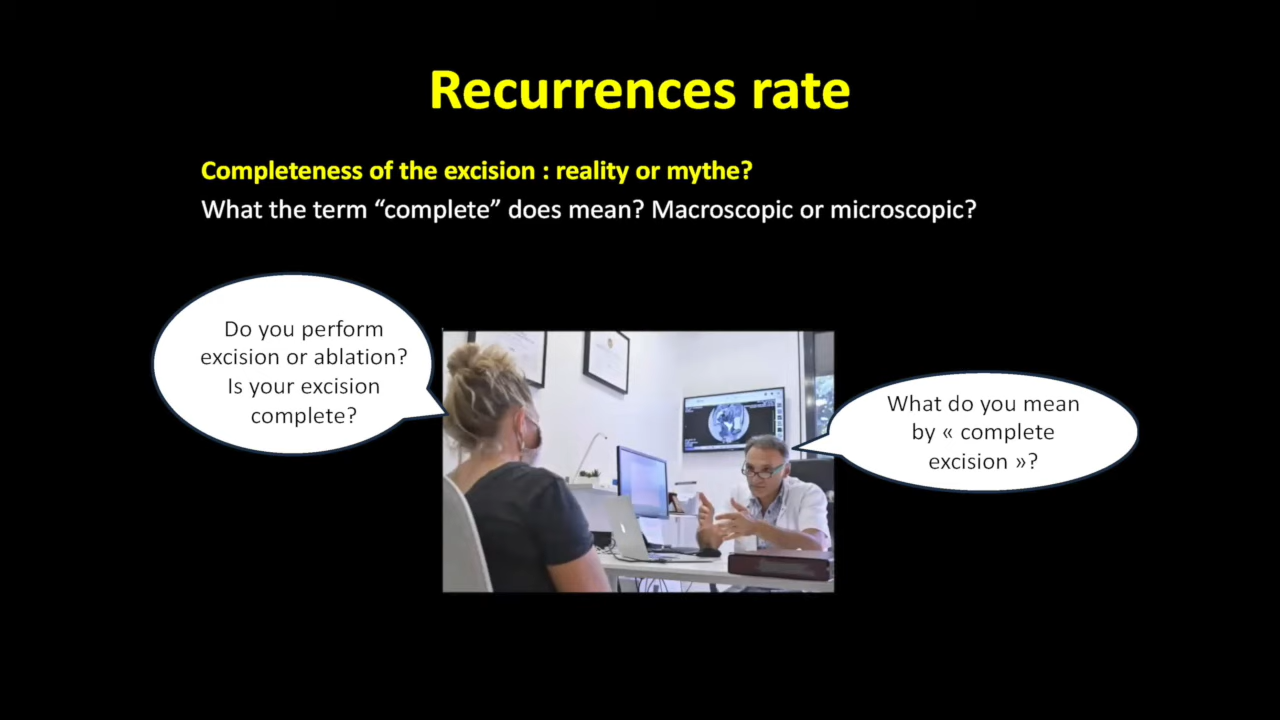 Recurrences rate
Completeness of the excision : reality or mythe?
What the term “complete” does mean? Macroscopic or microscopic?
Do you perform
excision or ablation?
Is your excision
complete?
What do you mean
by « complete
excision »?